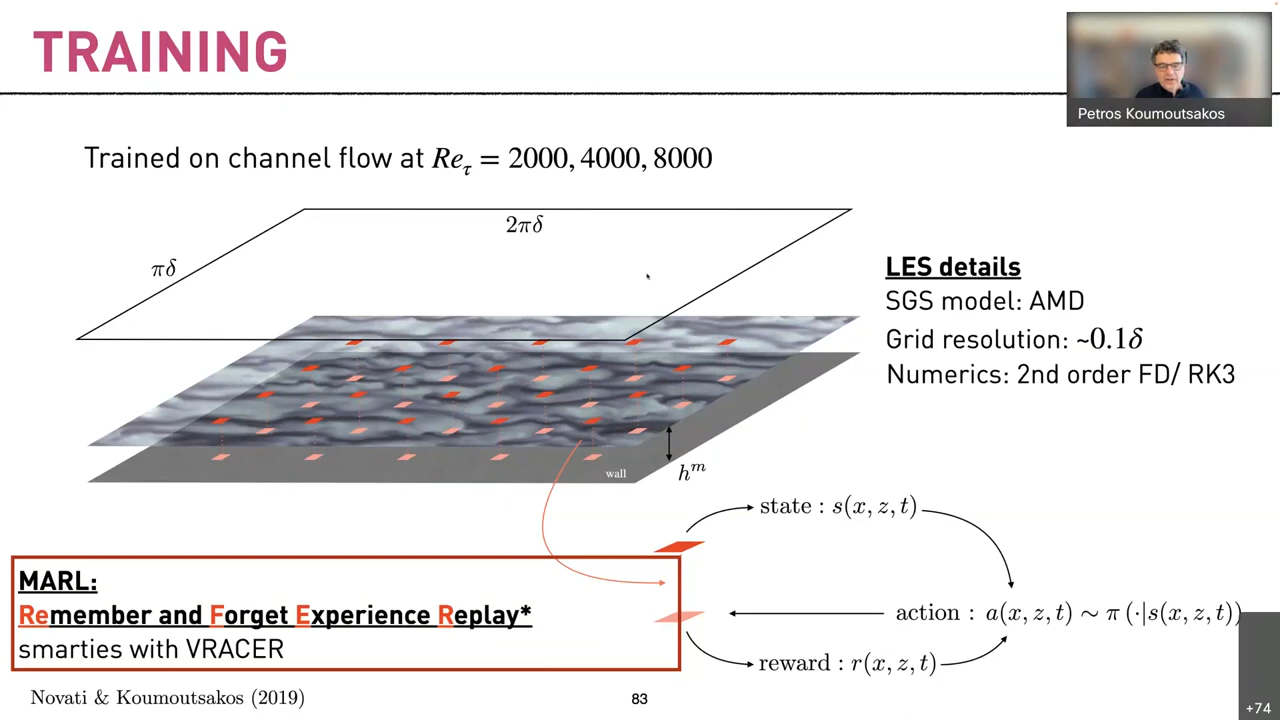 TRAINING
Petros Koumoutsakos
Trained on channel flow at Re_τ = 2000, 4000, 8000
2πδ
πδ
LES details
SGS model: AMD
Grid resolution: ~0.1δ
Numerics: 2nd order FD/ RK3
wall
h^m
state : s(x, z, t)
MARL:
Remember and Forget Experience Replay*
smarties with VRACER
action : a(x, z, t) ∼ π (·|s(x, z, t))
reward : r(x, z, t)
Novati & Koumoutsakos (2019)
83
+74